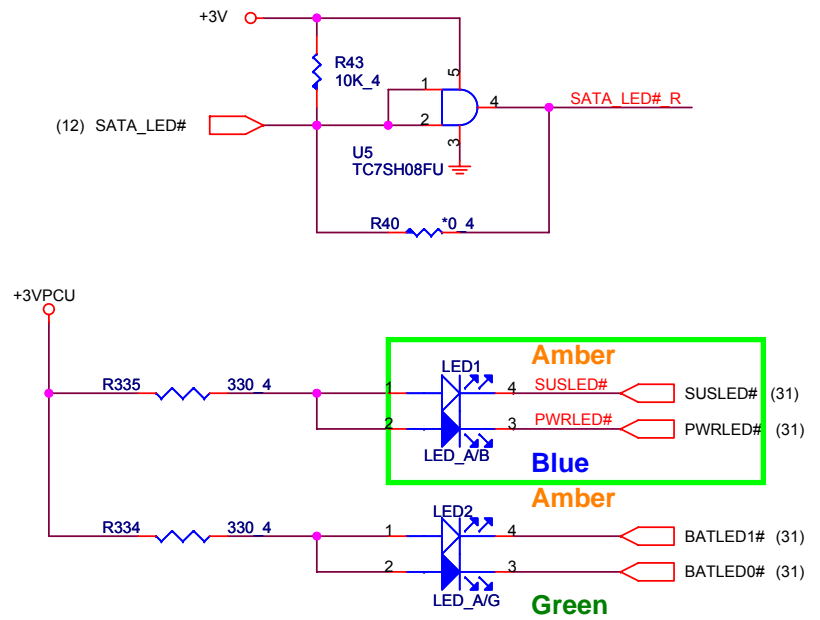 +3V
R43
10K_4
1
5
4
SATA_LED#_R
(12) SATA_LED#
2
3
U5
TC7SH08FU
R40
*0_4
+3VPCU
Amber
LED1
R335
330_4
1
4
SUSLED#
SUSLED# (31)
2
3
PWRLED#
PWRLED# (31)
LED_A/B
Blue
Amber
LED2
R334
330_4
1
4
BATLED1# (31)
2
3
BATLED0# (31)
LED_A/G
Green